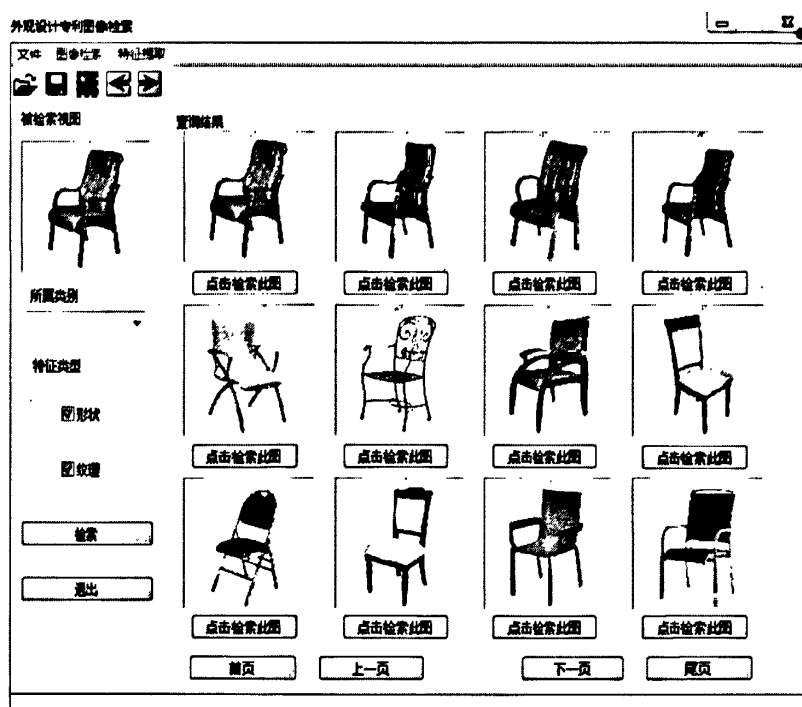 外观设计专利图像检索
文件 图像检索 特征提取
被检索视图
查询结果
点击检索此图 点击检索此图 点击检索此图 点击检索此图
所属类别
特征类型
形状
点击检索此图 点击检索此图 点击检索此图 点击检索此图
纹理
检索
退出
点击检索此图 点击检索此图 点击检索此图 点击检索此图
首页 上一页 下一页 尾页